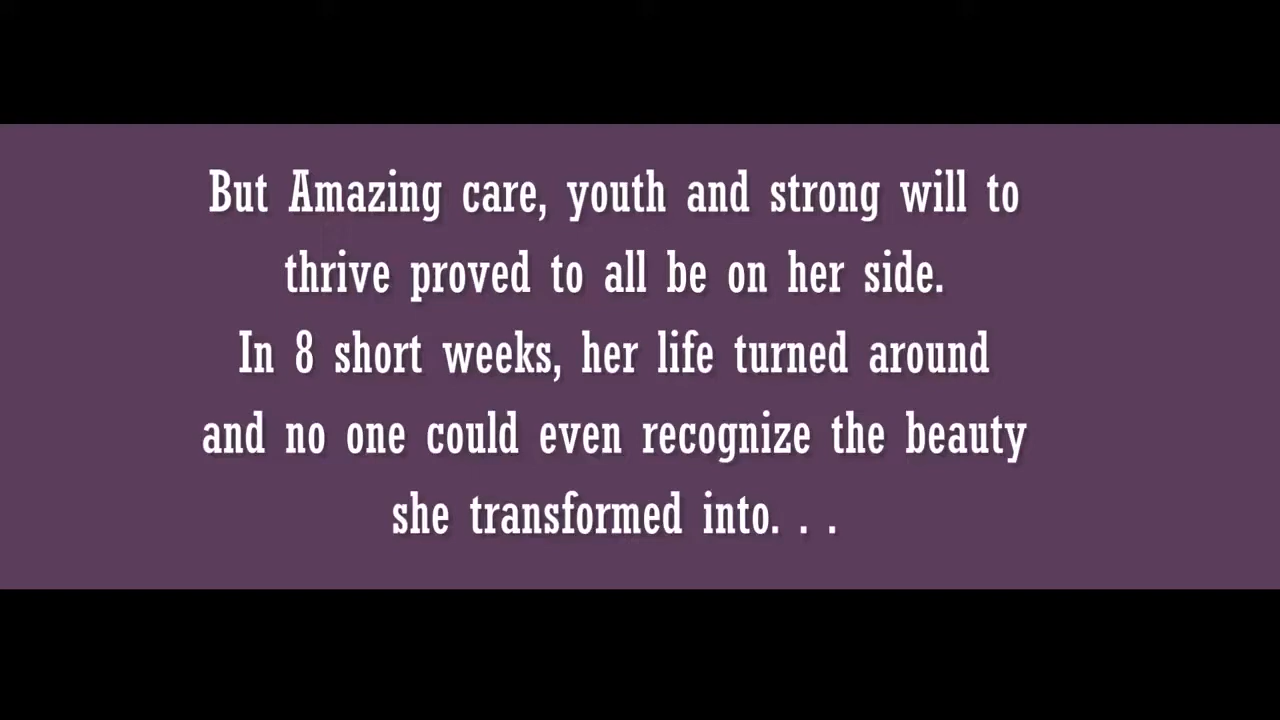 But Amazing care, youth and strong will to
thrive proved to all be on her side.
In 8 short weeks, her life turned around
and no one could even recognize the beauty
she transformed into. . .